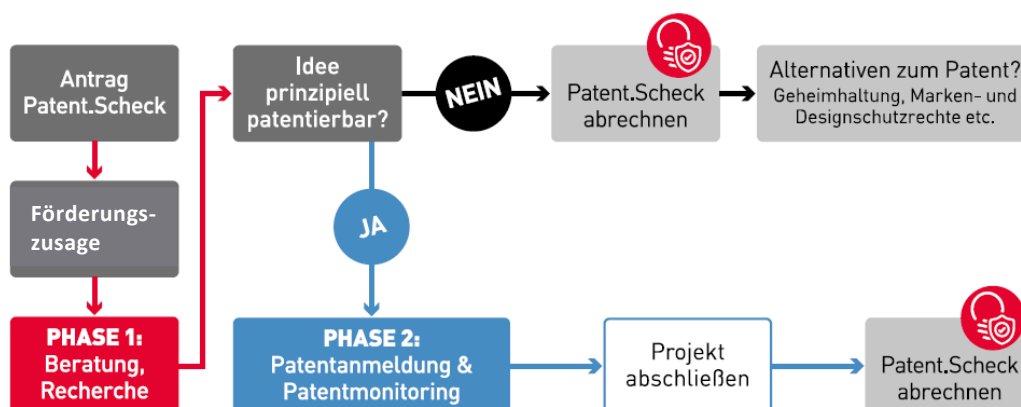 Antrag
Patent.Scheck
Förderungs-
zusage
PHASE 1:
Beratung,
Recherche
Idee
prinzipiell
patentierbar?
NEIN
Patent.Scheck
abrechnen
Alternativen zum Patent?
Geheimhaltung, Marken- und
Designschutzrechte etc.
JA
PHASE 2:
Patentanmeldung &
Patentmonitoring
Projekt
abschließen
Patent.Scheck
abrechnen